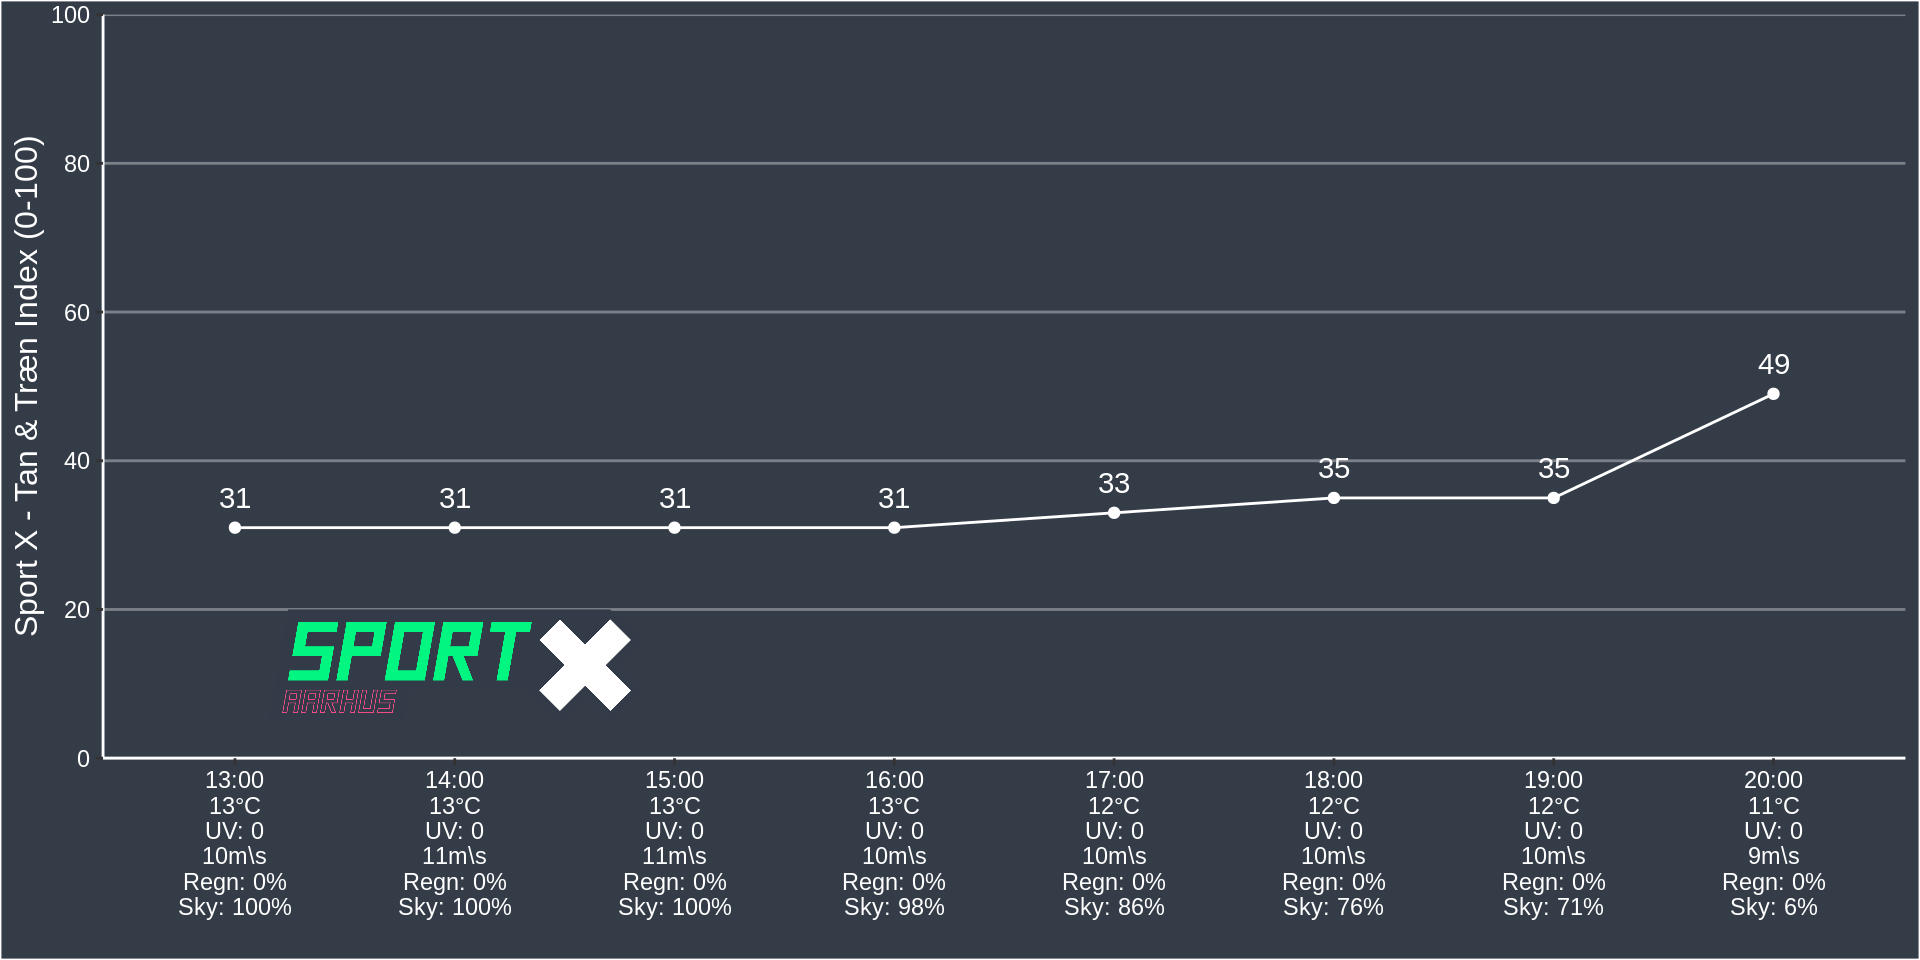 Sport X - Tan & Træn Index (0-100)
100
80
60
40
20
0
31
31
31
31
33
35
35
49
SPORT X
AARHUS
13:00
13°C
UV: 0
10m\s
Regn: 0%
Sky: 100%
14:00
13°C
UV: 0
11m\s
Regn: 0%
Sky: 100%
15:00
13°C
UV: 0
11m\s
Regn: 0%
Sky: 100%
16:00
13°C
UV: 0
10m\s
Regn: 0%
Sky: 98%
17:00
12°C
UV: 0
10m\s
Regn: 0%
Sky: 86%
18:00
12°C
UV: 0
10m\s
Regn: 0%
Sky: 76%
19:00
12°C
UV: 0
10m\s
Regn: 0%
Sky: 71%
20:00
11°C
UV: 0
9m\s
Regn: 0%
Sky: 6%